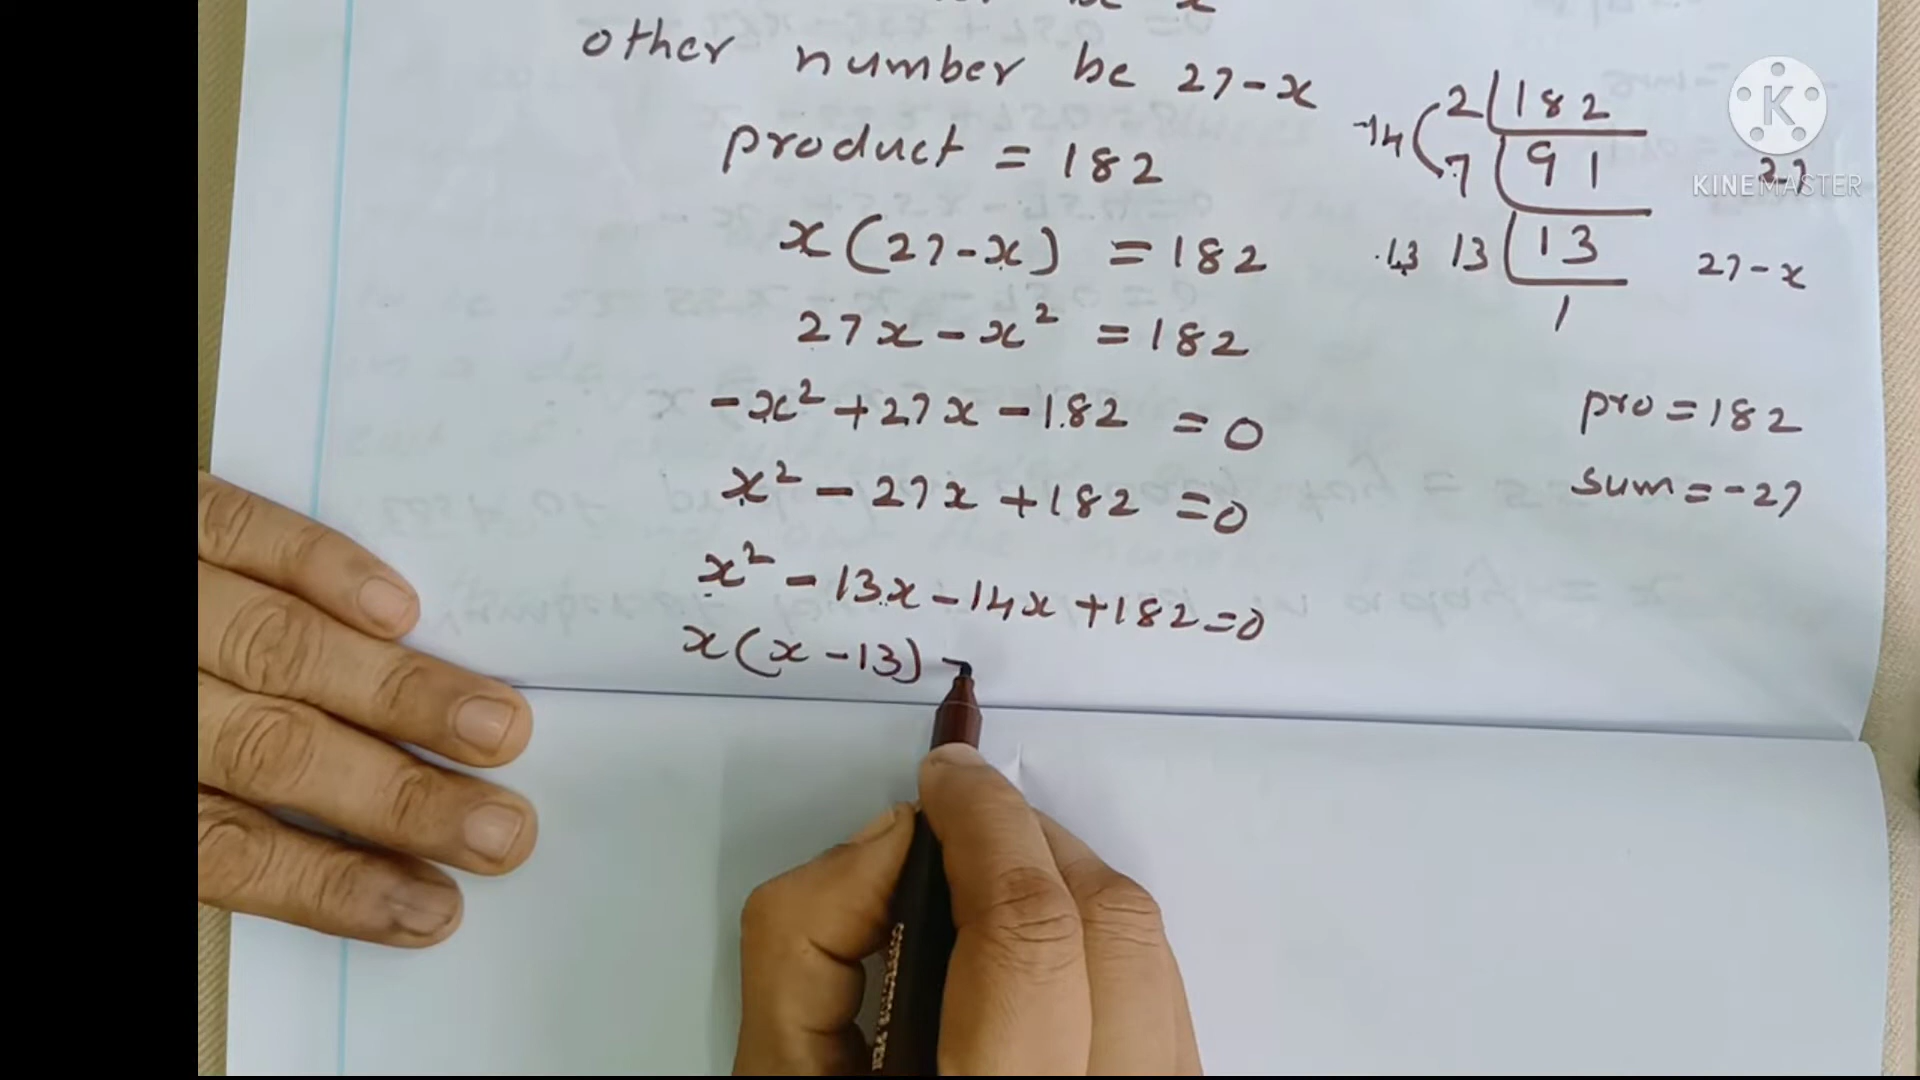 other number be 27-x
product = 182
x(27-x) = 182
27x-x² = 182
-x²+27x-182 = 0
x²-27x+182 = 0
x²-13x-14x+182=0
x(x-13) -
2 182
-14 7 91
-13 13 13
1
27
27-x
pro=182
sum=-27
K
KINEMASTER